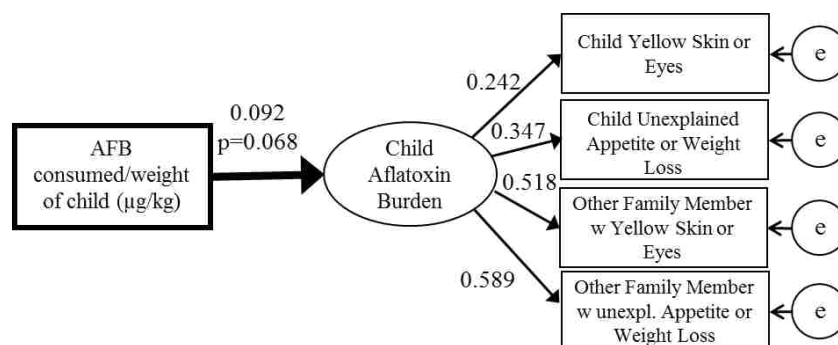 AFB
consumed/weight
of child (µg/kg)
0.092
p=0.068
Child
Aflatoxin
Burden
0.242
0.347
0.518
0.589
Child Yellow Skin or
Eyes
e
Child Unexplained
Appetite or Weight
Loss
e
Other Family Member
w Yellow Skin or
Eyes
e
Other Family Member
w unexpl. Appetite or
Weight Loss
e